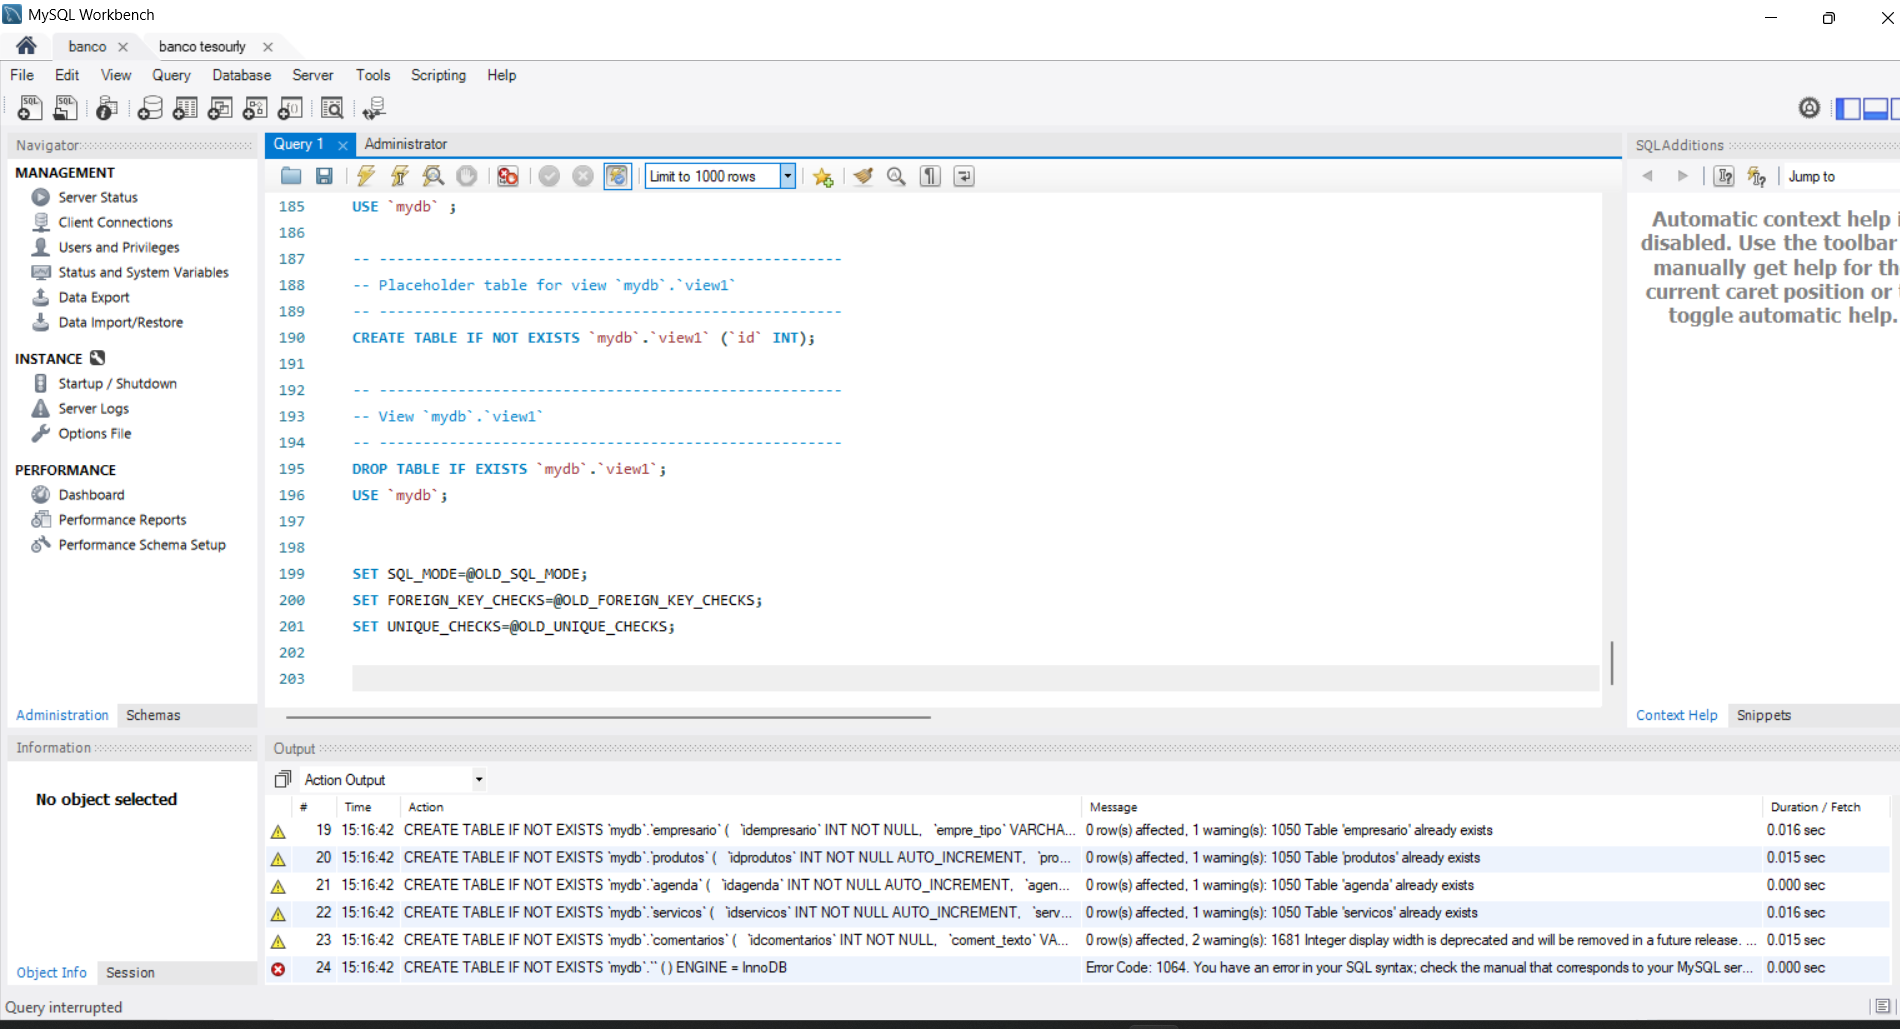 MySQL Workbench
banco
banco tesourly
File Edit View Query Database Server Tools Scripting Help
Navigator
MANAGEMENT
Server Status
Client Connections
Users and Privileges
Status and System Variables
Data Export
Data Import/Restore
INSTANCE
Startup / Shutdown
Server Logs
Options File
PERFORMANCE
Dashboard
Performance Reports
Performance Schema Setup
Administration Schemas
Information
No object selected
Object Info Session
Query 1 Administrator
Limit to 1000 rows
185 USE `mydb` ;
186
187 -- -----------------------------------------------------
188 -- Placeholder table for view `mydb`.`view1`
189 -- -----------------------------------------------------
190 CREATE TABLE IF NOT EXISTS `mydb`.`view1` (`id` INT);
191
192 -- -----------------------------------------------------
193 -- View `mydb`.`view1`
194 -- -----------------------------------------------------
195 DROP TABLE IF EXISTS `mydb`.`view1`;
196 USE `mydb`;
197
198
199 SET SQL_MODE=@OLD_SQL_MODE;
200 SET FOREIGN_KEY_CHECKS=@OLD_FOREIGN_KEY_CHECKS;
201 SET UNIQUE_CHECKS=@OLD_UNIQUE_CHECKS;
202
203
SQLAdditions
Jump to
Automatic context help i
disabled. Use the toolbar
manually get help for th
current caret position or
toggle automatic help.
Context Help Snippets
Output
Action Output
# Time Action Message Duration / Fetch
19 15:16:42 CREATE TABLE IF NOT EXISTS `mydb`.`empresario` ( `idempresario` INT NOT NULL, `empre_tipo` VARCHA... 0 row(s) affected, 1 warning(s): 1050 Table 'empresario' already exists 0.016 sec
20 15:16:42 CREATE TABLE IF NOT EXISTS `mydb`.`produtos` ( `idprodutos` INT NOT NULL AUTO_INCREMENT, `pro... 0 row(s) affected, 1 warning(s): 1050 Table 'produtos' already exists 0.015 sec
21 15:16:42 CREATE TABLE IF NOT EXISTS `mydb`.`agenda` ( `idagenda` INT NOT NULL AUTO_INCREMENT, `agen... 0 row(s) affected, 1 warning(s): 1050 Table 'agenda' already exists 0.000 sec
22 15:16:42 CREATE TABLE IF NOT EXISTS `mydb`.`servicos` ( `idservicos` INT NOT NULL AUTO_INCREMENT, `serv... 0 row(s) affected, 1 warning(s): 1050 Table 'servicos' already exists 0.016 sec
23 15:16:42 CREATE TABLE IF NOT EXISTS `mydb`.`comentarios` ( `idcomentarios` INT NOT NULL, `coment_texto` VA... 0 row(s) affected, 2 warning(s): 1681 Integer display width is deprecated and will be removed in a future release. ... 0.015 sec
24 15:16:42 CREATE TABLE IF NOT EXISTS `mydb`.`` ( ) ENGINE = InnoDB Error Code: 1064. You have an error in your SQL syntax; check the manual that corresponds to your MySQL ser... 0.000 sec
Query interrupted